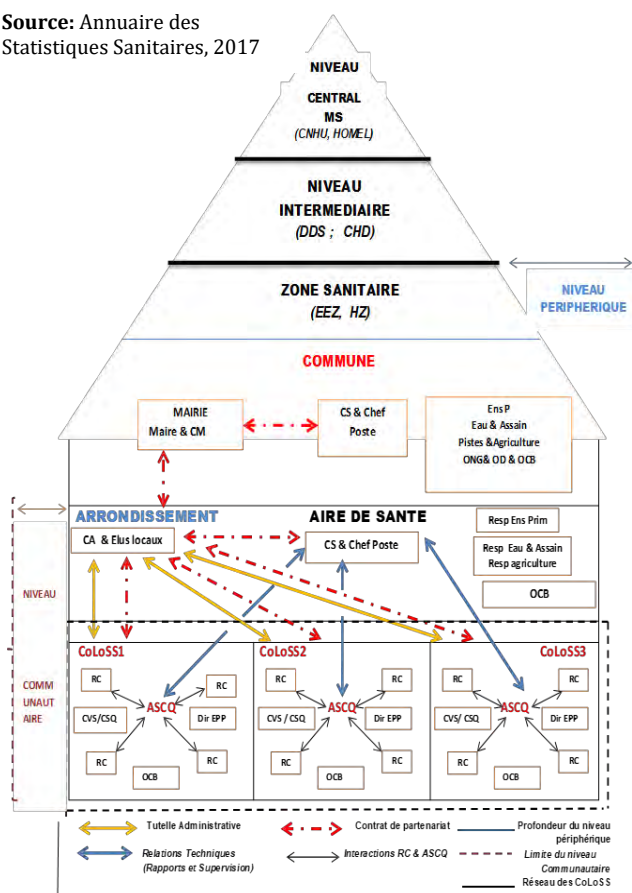 Source: Annuaire des
Statistiques Sanitaires, 2017
NIVEAU
CENTRAL
MS
(CNHU, HOMEL)
NIVEAU
INTERMEDIAIRE
(DDS ; CHD)
ZONE SANITAIRE
(EEZ, HZ)
NIVEAU
PERIPHERIQUE
COMMUNE
MAIRIE
Maire & CM
CS & Chef
Poste
Ens P
Eau & Assain
Pistes &Agriculture
ONG& OD & OCB
ARRONDISSEMENT
AIRE DE SANTE
CA & Elus locaux
CS & Chef Poste
Resp Ens Prim
Resp Eau & Assain
Resp agriculture
OCB
NIVEAU
COMM
UNAUT
AIRE
CoLoSS1
RC
RC
ASCQ
CVS/CSQ
Dir EPP
RC
RC
OCB
CoLoSS2
RC
RC
ASCQ
CVS / CSQ
Dir EPP
RC
RC
OCB
CoLoSS3
RC
RC
ASCQ
CVS/ CSQ
Dir EPP
RC
RC
OCB
Tutelle Administrative
Contrat de partenariat
Profondeur du niveau
périphérique
Relations Techniques
(Rapports et Supervision)
Interactions RC & ASCQ
Limite du niveau
Communautaire
Réseau des CoLoSS